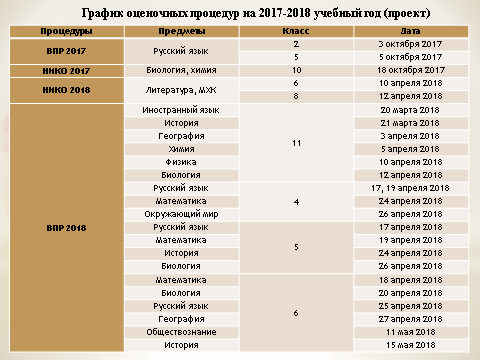 График оценочных процедур на 2017-2018 учебный год (проект)
Процедуры Предметы Класс Дата
ВПР 2017 Русский язык 2 3 октября 2017
5 5 октября 2017
НИКО 2017 Биология, химия 10 18 октября 2017
НИКО 2018 Литература, МХК 6 10 апреля 2018
8 12 апреля 2018
ВПР 2018 Иностранный язык 11 20 марта 2018
История 21 марта 2018
География 3 апреля 2018
Химия 5 апреля 2018
Физика 10 апреля 2018
Биология 12 апреля 2018
Русский язык 4 17, 19 апреля 2018
Математика 24 апреля 2018
Окружающий мир 26 апреля 2018
Русский язык 5 17 апреля 2018
Математика 19 апреля 2018
История 24 апреля 2018
Биология 26 апреля 2018
Математика 6 18 апреля 2018
Биология 20 апреля 2018
Русский язык 25 апреля 2018
География 27 апреля 2018
Обществознание 11 мая 2018
История 15 мая 2018